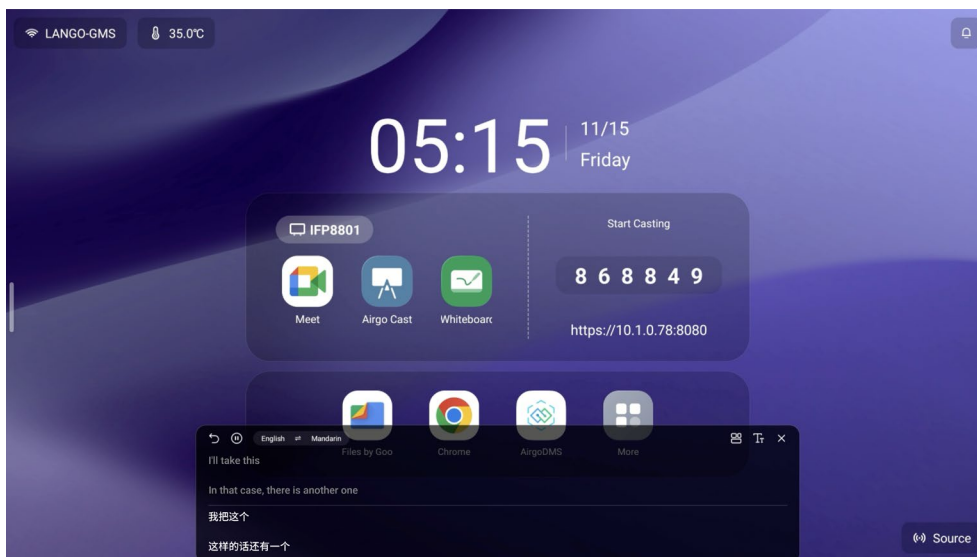 LANGO-GMS
35.0℃
05:15
11/15
Friday
IFP8801
Meet
Airgo Cast
Whiteboard
Start Casting
868849
https://10.1.0.78:8080
Files by Goo
Chrome
AirgoDMS
More
English ⇌ Mandarin
I'll take this
In that case, there is another one
我把这个
这样的话还有一个
Source